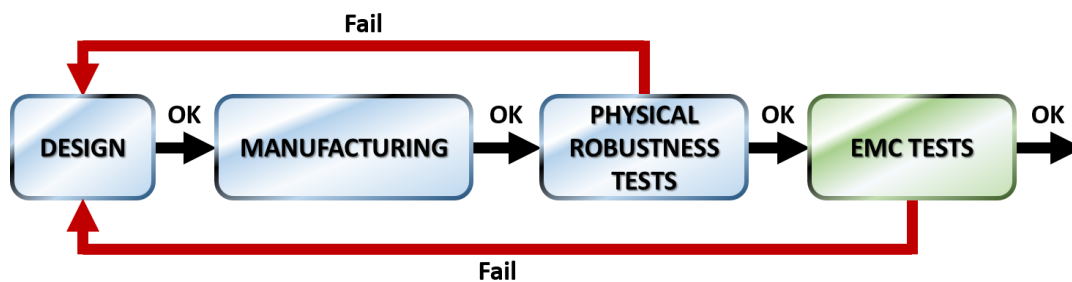 Fail
OK
OK
OK
OK
DESIGN
MANUFACTURING
PHYSICAL
ROBUSTNESS
TESTS
EMC TESTS
Fail